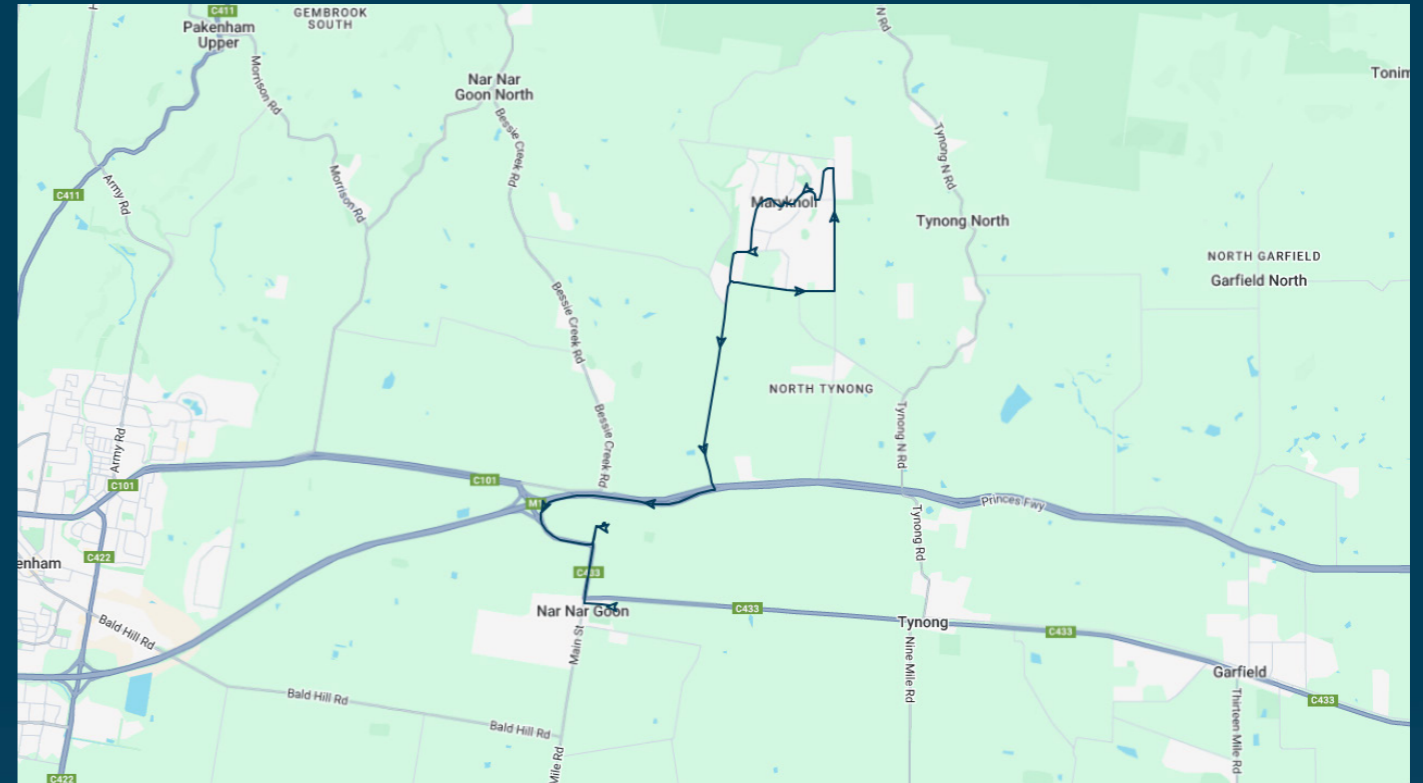 C411
GEMBROOK
SOUTH
Pakenham
Upper
N Rd
Morrison Rd
Nar Nar
Goon North
Tonim
Bessie Creek Rd
Tynong N Rd
Army Rd
C411
Morrison Rd
Maryknoll
Tynong North
NORTH GARFIELD
Garfield North
Bessie Creek Rd
NORTH TYNONG
Bessie Creek Rd
Tynong N Rd
Army Rd
C101
C101
M1
Princes Fwy
Tynong Rd
C422
enham
C403
Nar Nar Goon
C433
Tynong
C433
Bald Hill Rd
Main St
Nine Mile Rd
Garfield
Bald Hill Rd
Thirteen Mile Rd
C433
Bald Hill Rd
Mile Rd
C422